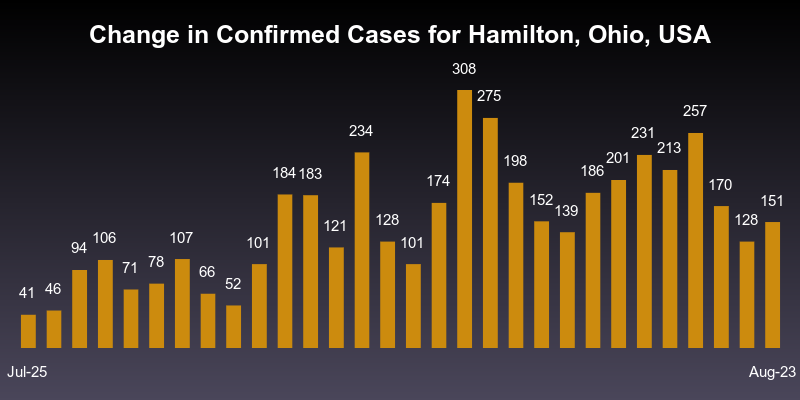 Change in Confirmed Cases for Hamilton, Ohio, USA
41 46 94 106 71 78 107 66 52 101 184 183 121 234 128 101 174 308 275 198 152 139 186 201 231 213 257 170 128 151
Jul-25 Aug-23